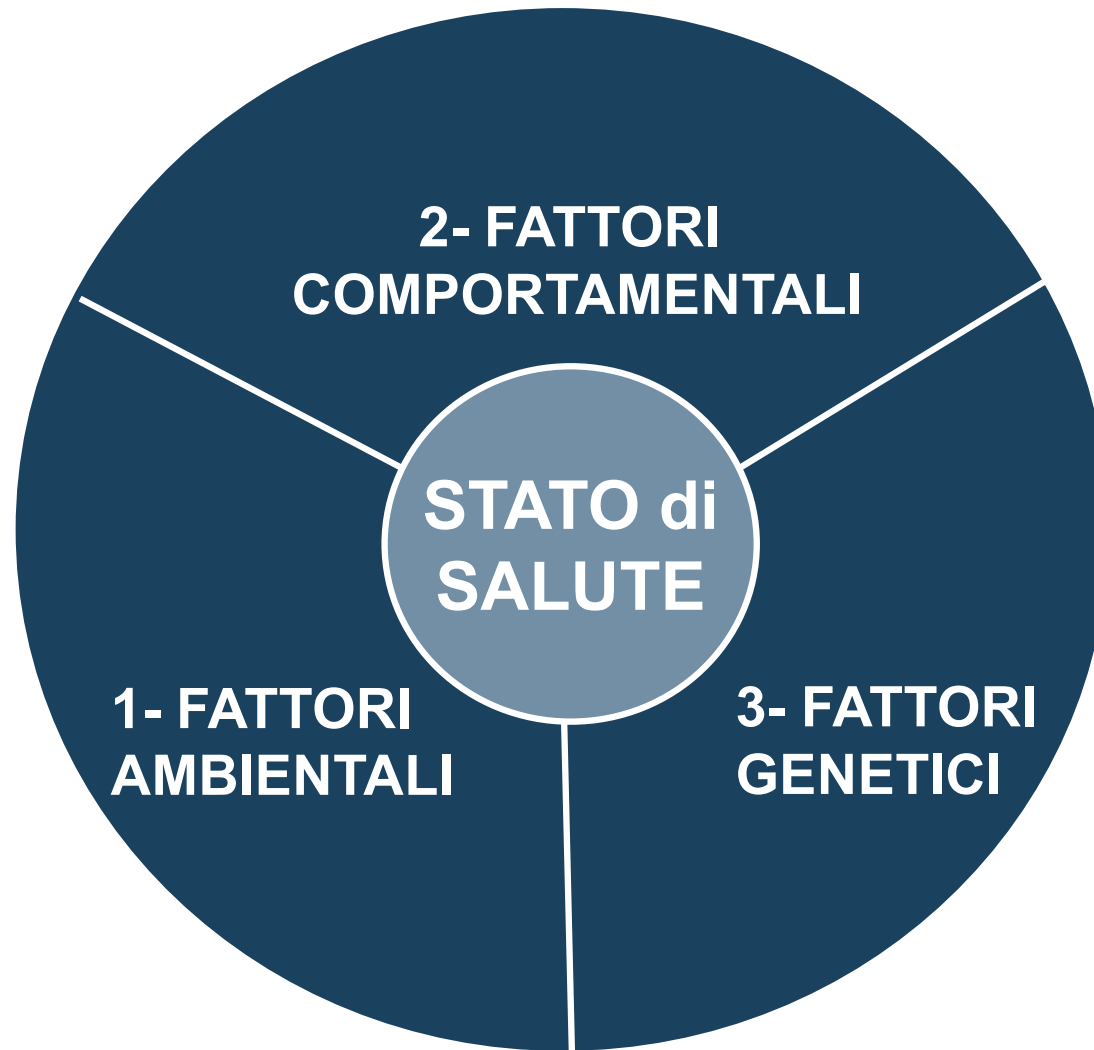 2- FATTORI
COMPORTAMENTALI
STATO di
SALUTE
1- FATTORI
AMBIENTALI
3- FATTORI
GENETICI